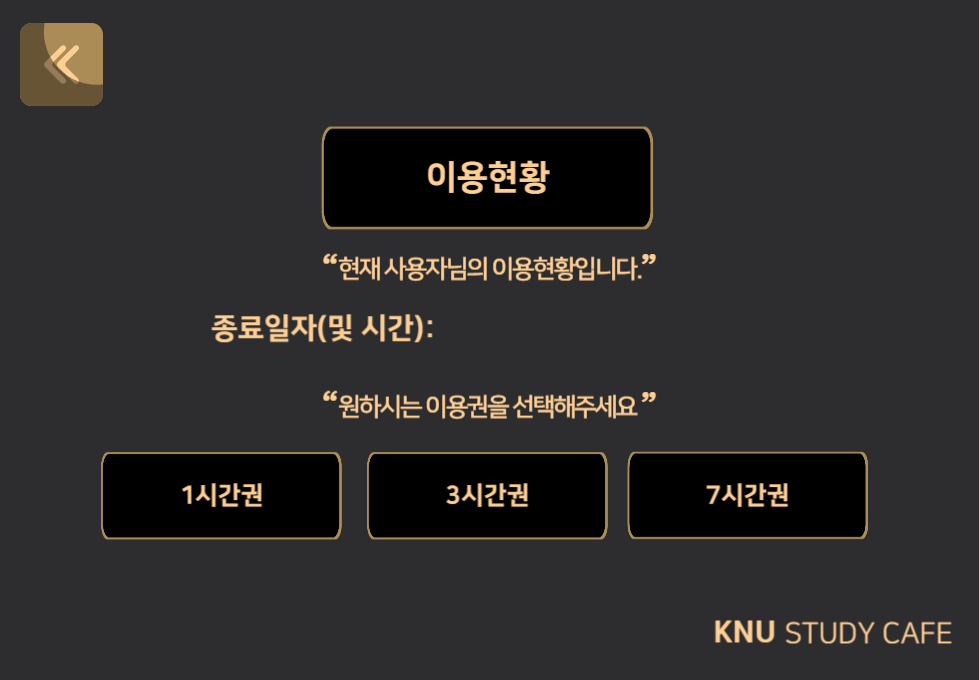 이용현황
“현재 사용자님의 이용현황입니다.”
종료일자(및 시간):
“원하시는 이용권을 선택해주세요 ”
1시간권 3시간권 7시간권
KNU STUDY CAFE